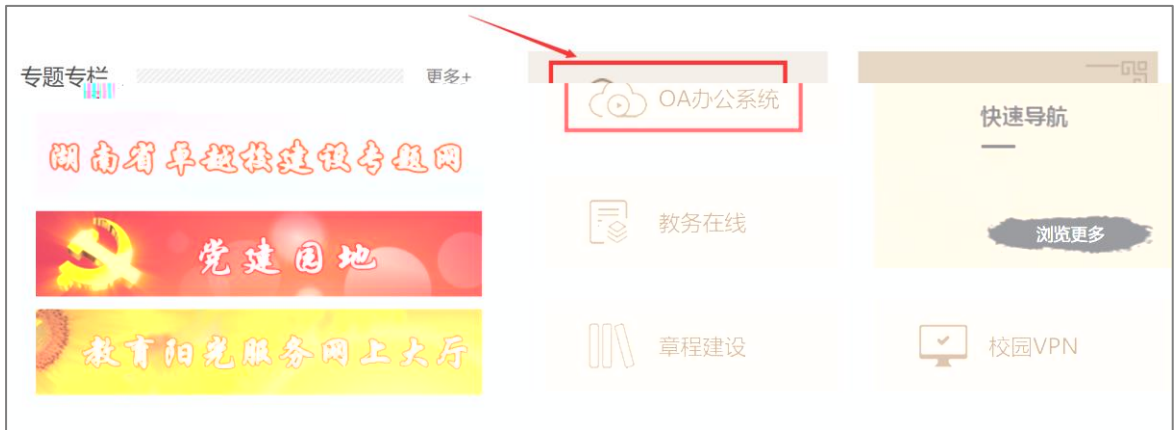 专题专栏
更多+
湖南省卓越校建设专题网
党建园地
教育阳光服务网上大厅
OA办公系统
教务在线
章程建设
快速导航
浏览更多
校园VPN